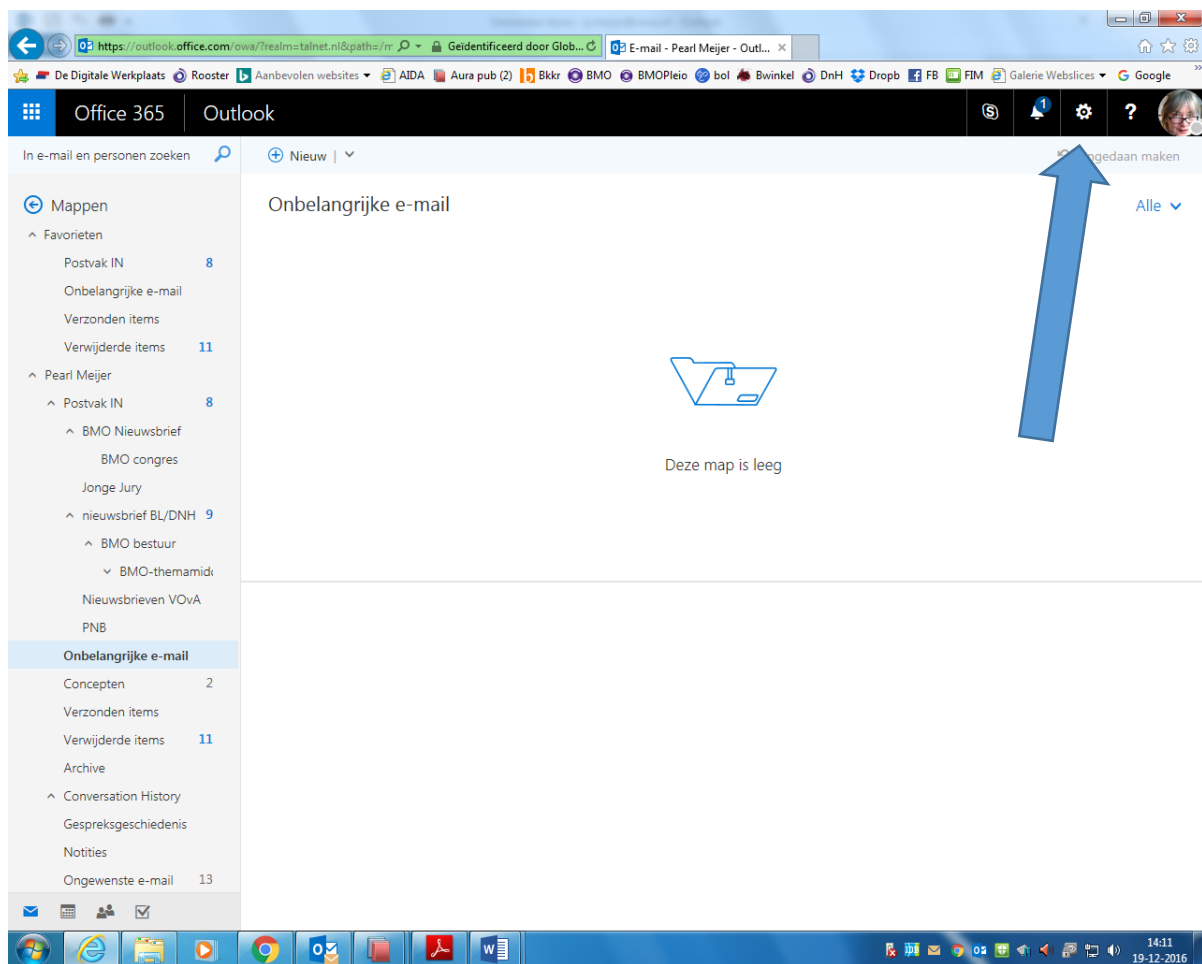 https://outlook.office.com/owa/?realm=talnet.nl&path=/m
Geïdentificeerd door Glob...
E-mail - Pearl Meijer - Outl...
De Digitale Werkplaats
Rooster
Aanbevolen websites
AIDA
Aura pub (2)
Bkkr
BMO
BMOPleio
bol
Bwinkel
DnH
Dropb
FB
FIM
Galerie Webslices
Google
Office 365
Outlook
1
?
In e-mail en personen zoeken
Nieuw
maken
Mappen
Onbelangrijke e-mail
Alle
Favorieten
Postvak IN 8
Onbelangrijke e-mail
Verzonden items
Verwijderde items 11
Pearl Meijer
Postvak IN 8
BMO Nieuwsbrief
BMO congres
Jonge Jury
nieuwsbrief BL/DNH 9
BMO bestuur
BMO-themamid
Nieuwsbrieven VOvA
PNB
Onbelangrijke e-mail
Concepten 2
Verzonden items
Verwijderde items 11
Archive
Conversation History
Gespreksgeschiedenis
Notities
Ongewenste e-mail 13
Deze map is leeg
14:11
19-12-2016